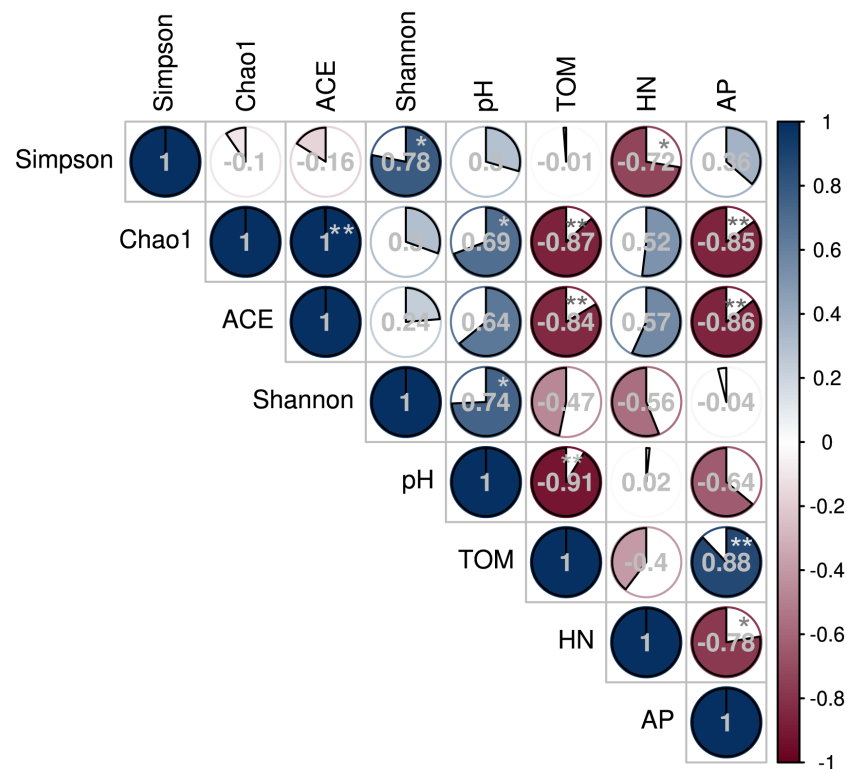 Simpson Chao1 ACE Shannon pH TOM HN AP
Simpson 1 -0.1 -0.16 0.78 * -0.01 -0.72 * 0.36
Chao1 1 1 ** 0.69 * -0.87 ** 0.52 -0.85 **
ACE 1 0.24 0.64 -0.84 ** 0.57 -0.86 **
Shannon 1 0.74 * -0.47 -0.56 -0.04
pH 1 -0.91 ** 0.02 -0.64
TOM 1 -0.4 0.88 **
HN 1 -0.78 *
AP 1
1
0.8
0.6
0.4
0.2
0
-0.2
-0.4
-0.6
-0.8
-1